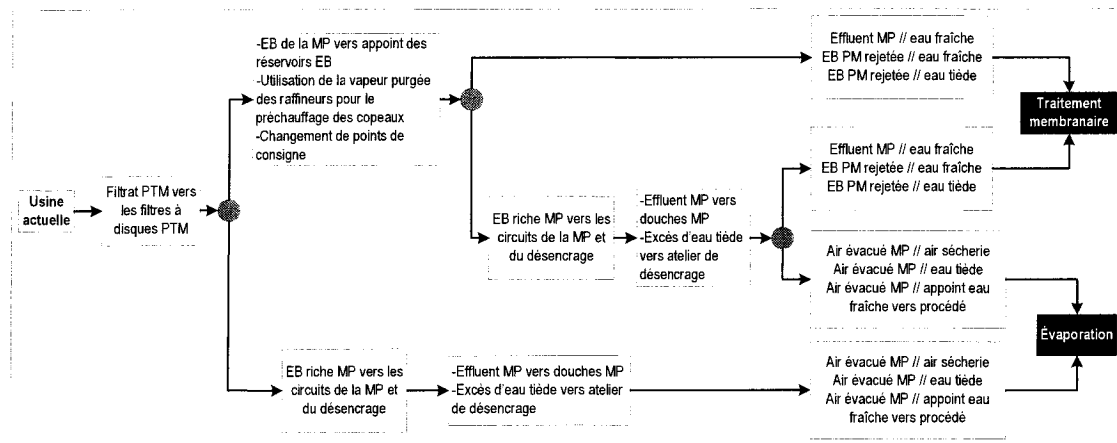 Usine
actuelle
Filtrat PTM vers
les filtres à
disques PTM
-EB de la MP vers appoint des
réservoirs EB
-Utilisation de la vapeur purgée
des raffineurs pour le
préchauffage des copeaux
-Changement de points de
consigne
Effluent MP // eau fraîche
EB PM rejetée // eau fraîche
EB PM rejetée // eau tiède
Traitement
membranaire
EB riche MP vers les
circuits de la MP et
du désencrage
-Effluent MP vers
douches MP
-Excès d'eau tiède
vers atelier de
désencrage
Effluent MP // eau fraîche
EB PM rejetée // eau fraîche
EB PM rejetée // eau tiède
Air évacué MP // air sécherie
Air évacué MP // eau tiède
Air évacué MP // appoint eau
fraîche vers procédé
Évaporation
EB riche MP vers les
circuits de la MP et
du désencrage
-Effluent MP vers douches MP
-Excès d'eau tiède vers atelier
de désencrage
Air évacué MP // air sécherie
Air évacué MP // eau tiède
Air évacué MP // appoint eau
fraîche vers procédé